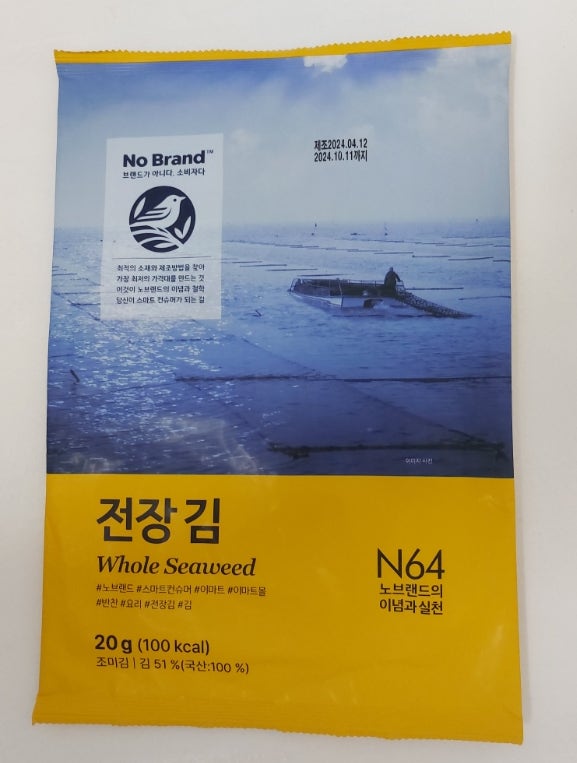 제조2024.04.12
2024.10.11까지
No Brand™
브랜드가 아니다. 소비자다
최적의 소재와 제조방법을 찾아
가장 최저의 가격대를 만드는 것
이것이 노브랜드의 이념과 철학
당신이 스마트 컨슈머가 되는 길
이미지 사진
전장 김
Whole Seaweed
#노브랜드 #스마트컨슈머 #이마트 #이마트몰
#반찬 #요리 #전장김 #김
N64
노브랜드의
이념과 실천
20 g (100 kcal)
조미김 | 김 51 %(국산:100 %)